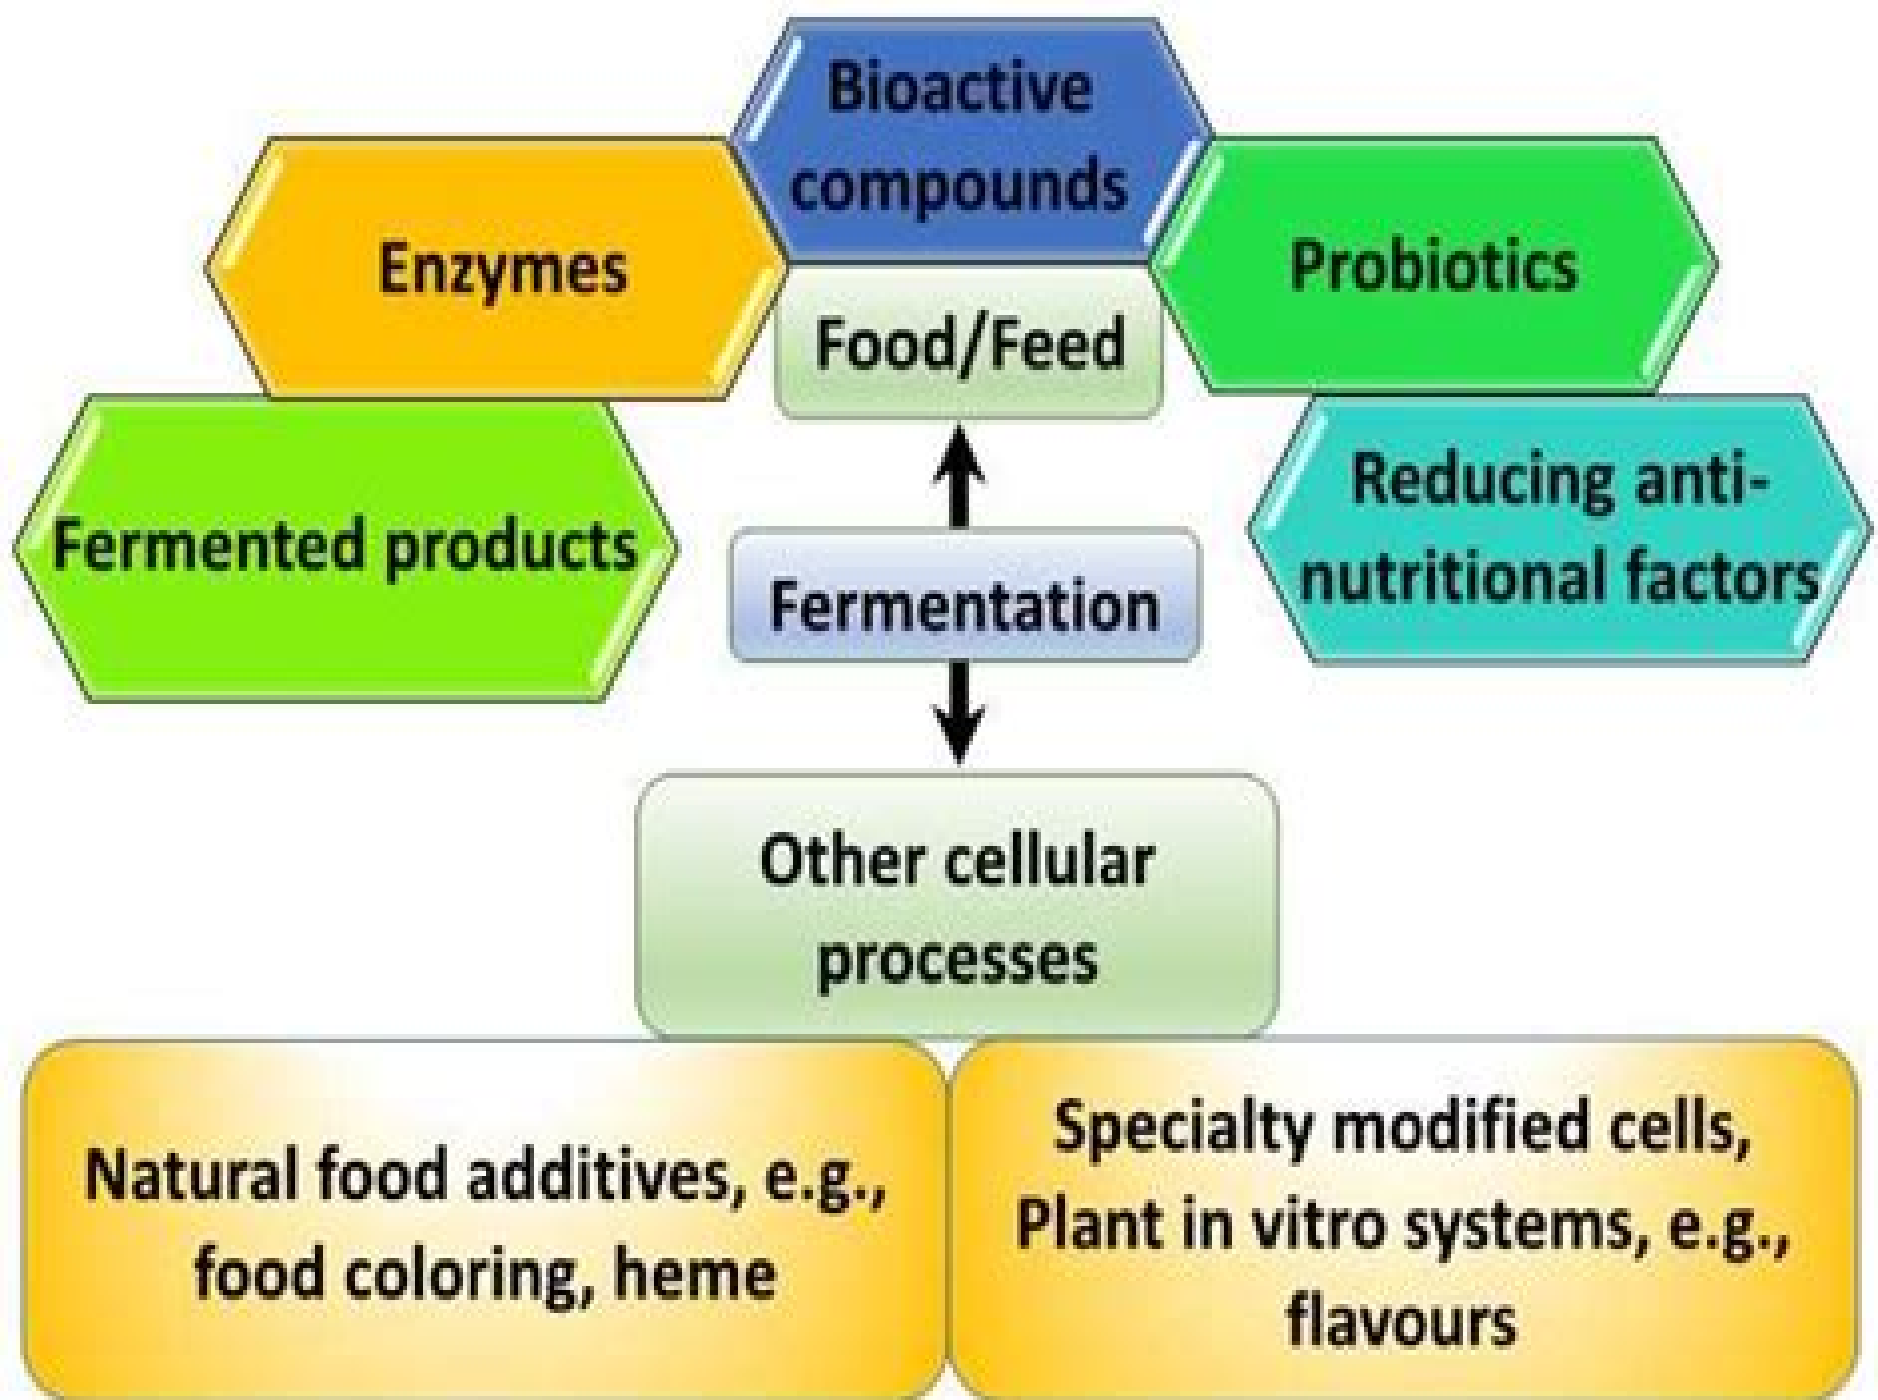 Bioactive
compounds
Enzymes
Probiotics
Food/Feed
Fermented products
Reducing anti-
nutritional factors
Fermentation
Other cellular
processes
Natural food additives, e.g.,
food coloring, heme
Specialty modified cells,
Plant in vitro systems, e.g.,
flavours